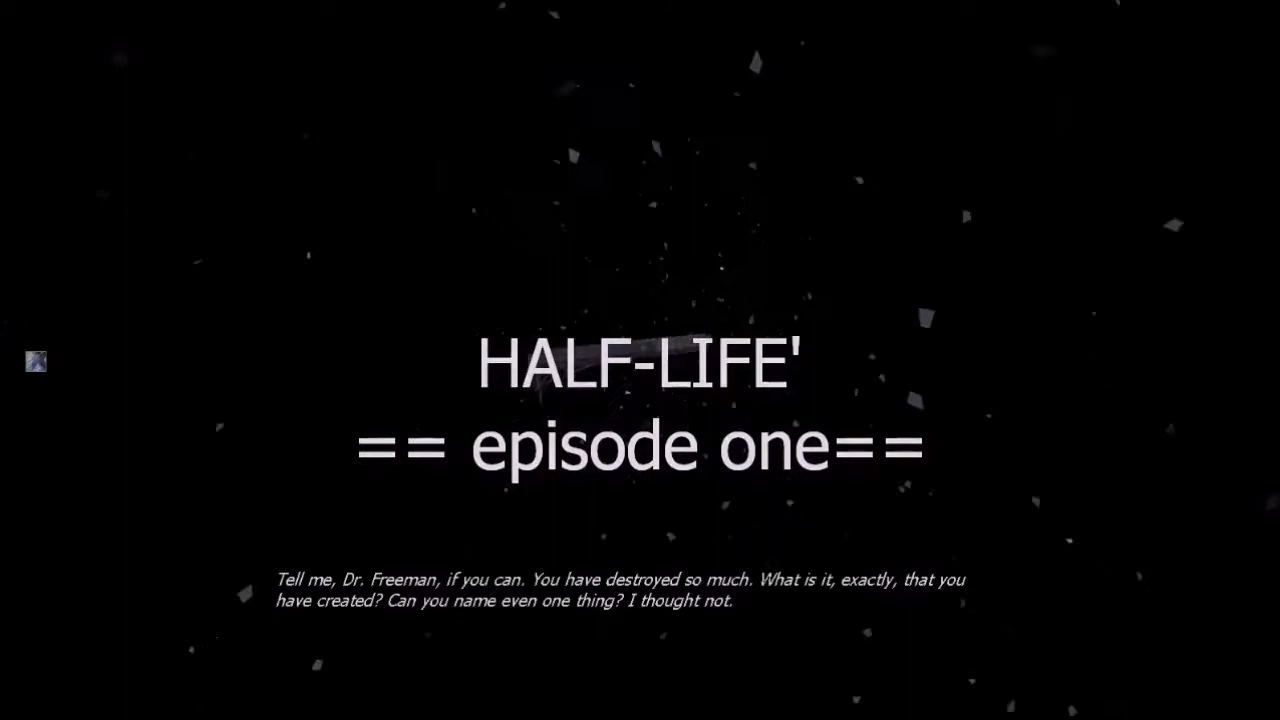 HALF-LIFE'
== episode one==
Tell me, Dr. Freeman, if you can. You have destroyed so much. What is it, exactly, that you
have created? Can you name even one thing? I thought not.